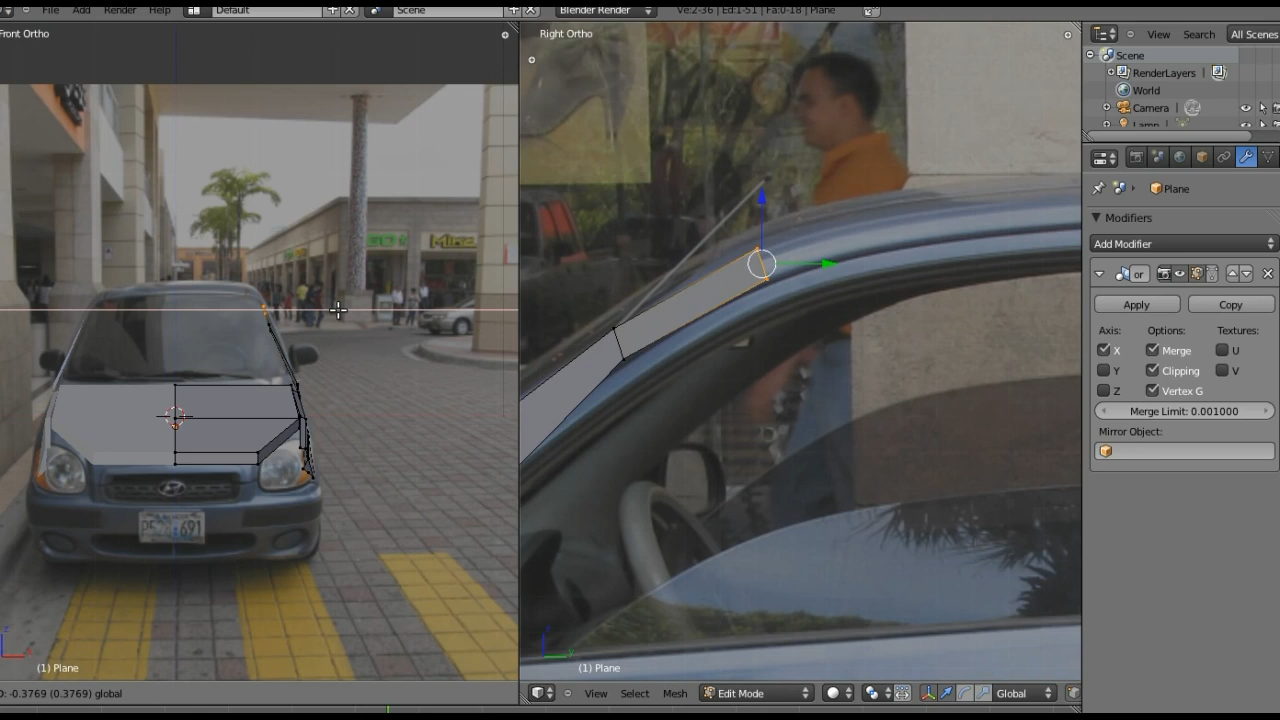 File Add Render Help Default Scene Blender Render Ve:2-36 | Ed:1-51 | Fa:0-18 | Plane
Front Ortho
Right Ortho
View Search All Scenes
Scene
RenderLayers
World
Camera
Lamp
Plane
Modifiers
Add Modifier
or
Apply Copy
Axis: Options: Textures:
X Merge U
Y Clipping V
Z Vertex G
Merge Limit: 0.001000
Mirror Object:
(1) Plane
(1) Plane
D: -0.3769 (0.3769) global
View Select Mesh Edit Mode Global